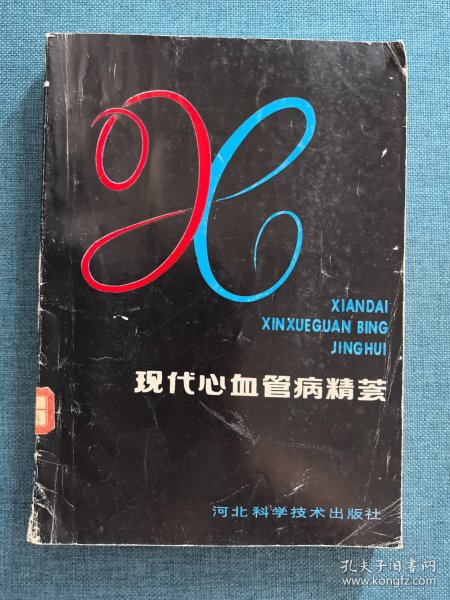 XIANDAI
XINXUEGUAN BING
JINGHUI
现代心血管病精荟
河北科学技术出版社
孔夫子旧书网
www.kongfz.com